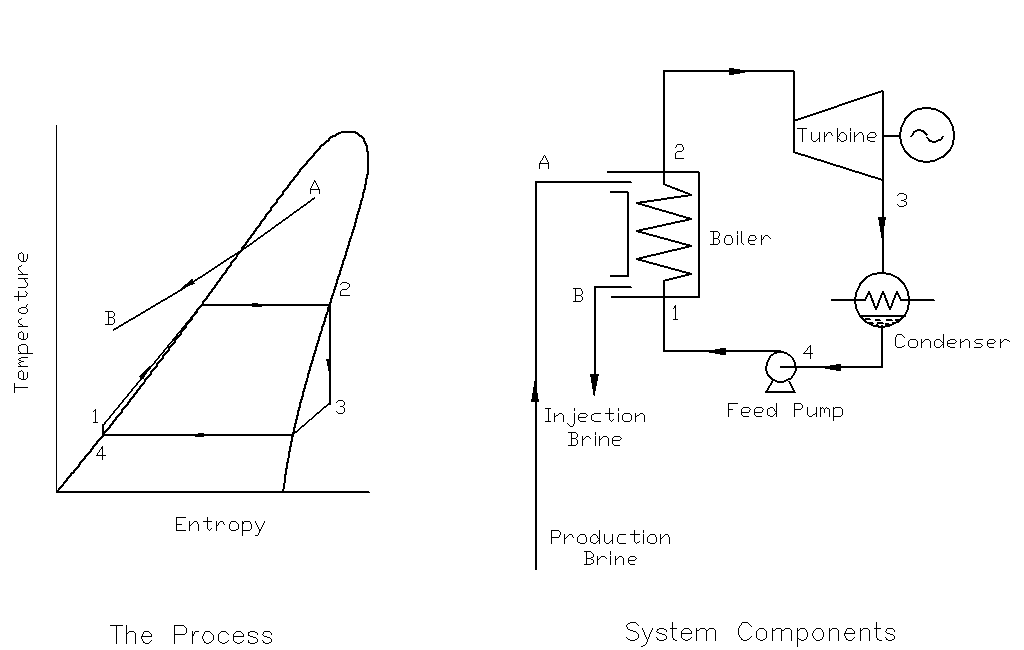 Temperature
A
B
2
1
3
4
Entropy
The Process
A
2
Turbine
3
Boiler
B
1
4
Condenser
Feed Pump
Injection
Brine
Production
Brine
System Components